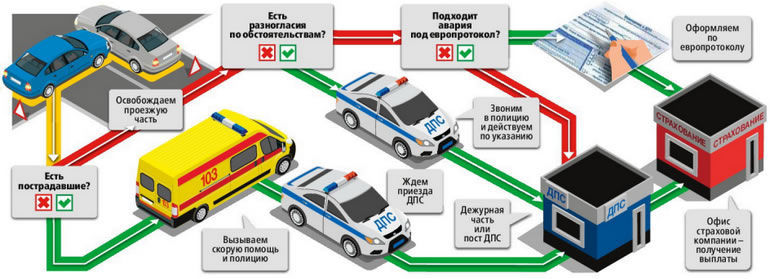 Есть
разногласия
по обстоятельствам?
Подходит
авария
под европротокол?
Оформляем
по
европротоколу
Освобождаем
проезжую
часть
ДПС
Звоним
в полицию
и действуем
по указанию
СТРАХОВАНИЕ
СТРАХОВАНИЕ
Есть
пострадавшие?
103
ДПС
Ждем
приезда
ДПС
Дежурная
часть
или
пост ДПС
ДПС
ДПС
Вызываем
скорую помощь
и полицию
Офис
страховой
компании –
получение
выплаты